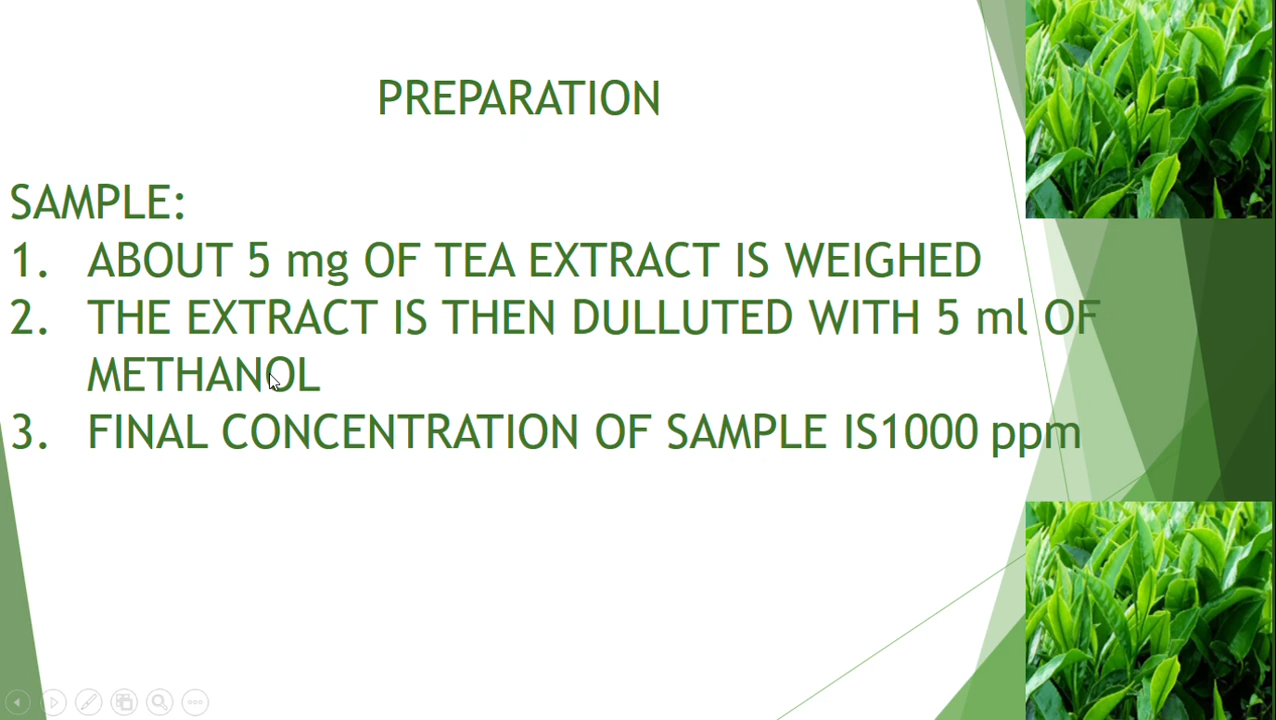 PREPARATION
SAMPLE:
1. ABOUT 5 mg OF TEA EXTRACT IS WEIGHED
2. THE EXTRACT IS THEN DULLUTED WITH 5 ml OF
METHANOL
3. FINAL CONCENTRATION OF SAMPLE IS1000 ppm